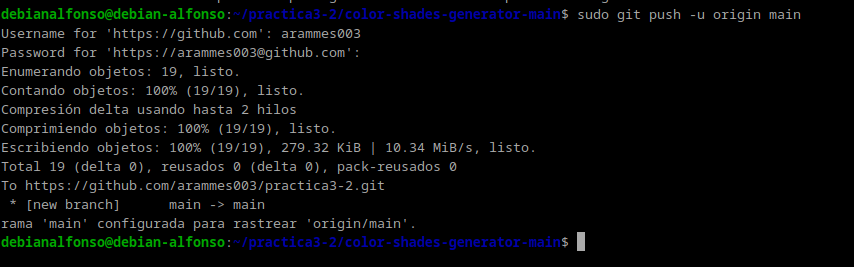 debianalfonso@debian-alfonso:~/practica3-2/color-shades-generator-main$ sudo git push -u origin main
Username for 'https://github.com': arammes003
Password for 'https://arammes003@github.com':
Enumerando objetos: 19, listo.
Contando objetos: 100% (19/19), listo.
Compresión delta usando hasta 2 hilos
Comprimiendo objetos: 100% (19/19), listo.
Escribiendo objetos: 100% (19/19), 279.32 KiB | 10.34 MiB/s, listo.
Total 19 (delta 0), reusados 0 (delta 0), pack-reusados 0
To https://github.com/arammes003/practica3-2.git
 * [new branch]      main -> main
rama 'main' configurada para rastrear 'origin/main'.
debianalfonso@debian-alfonso:~/practica3-2/color-shades-generator-main$